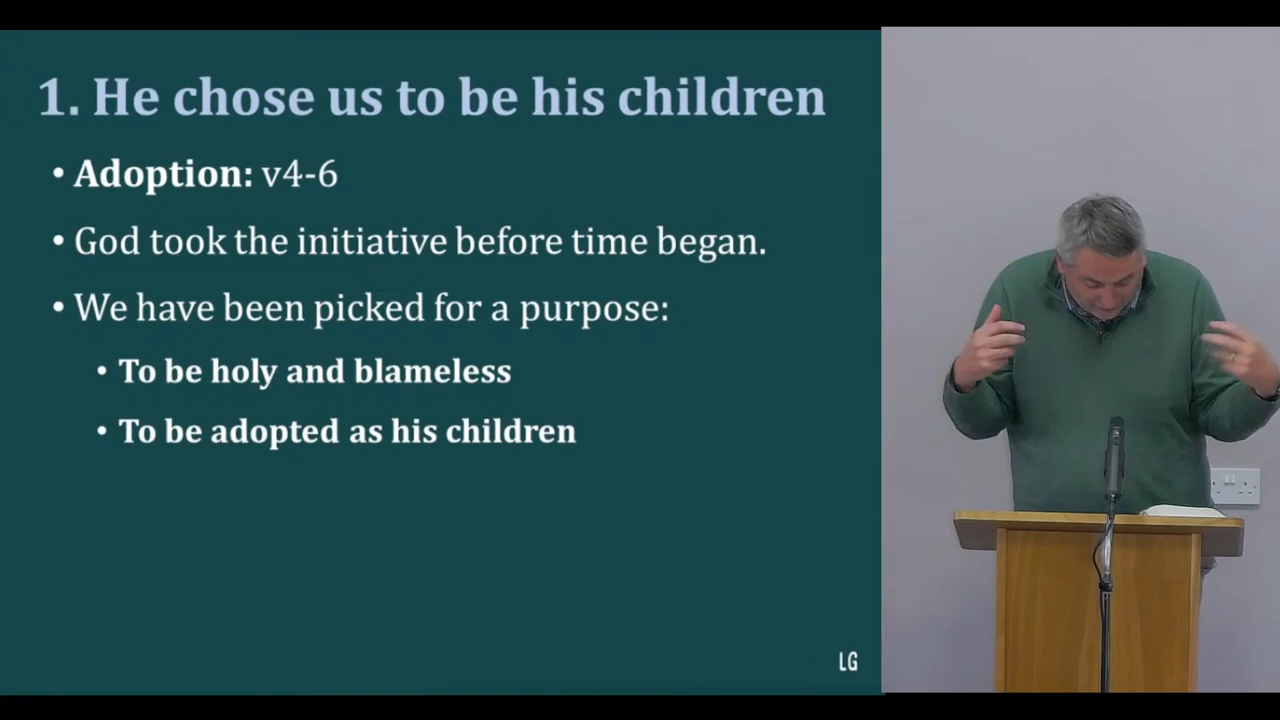 1. He chose us to be his children
• Adoption: v4-6
• God took the initiative before time began.
• We have been picked for a purpose:
• To be holy and blameless
• To be adopted as his children
LG